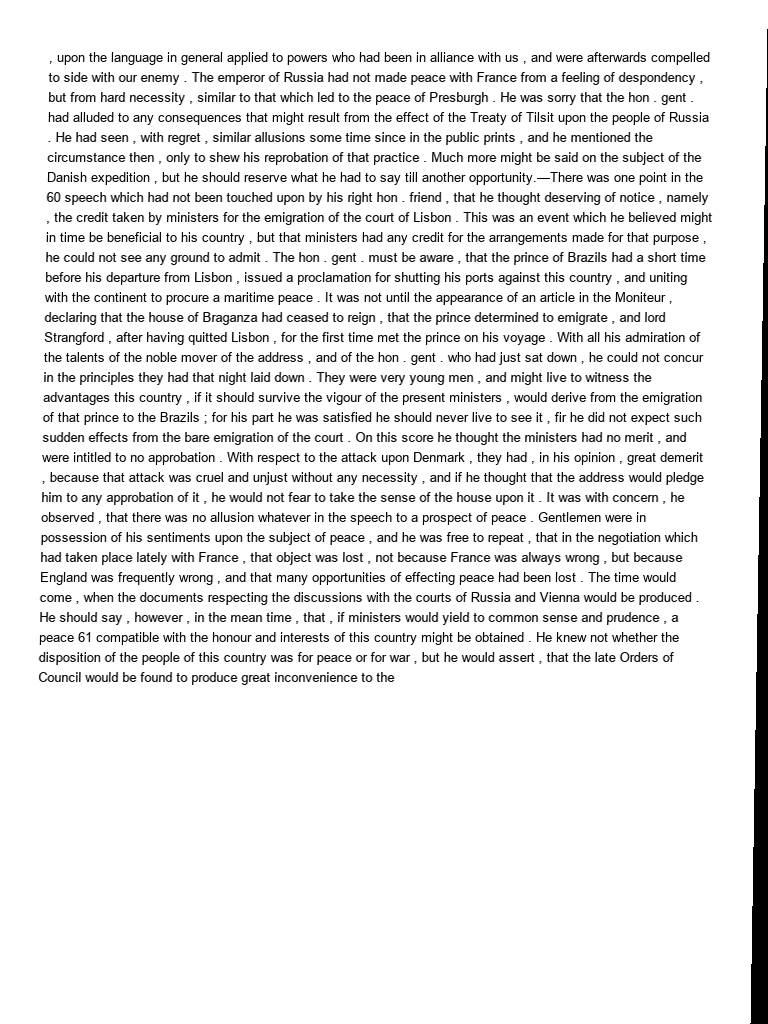 , upon the language in general applied to powers who had been in alliance with us , and were afterwards compelled
to side with our enemy . The emperor of Russia had not made peace with France from a feeling of despondency ,
but from hard necessity , similar to that which led to the peace of Presburgh . He was sorry that the hon . gent .
had alluded to any consequences that might result from the effect of the Treaty of Tilsit upon the people of Russia
. He had seen , with regret , similar allusions some time since in the public prints , and he mentioned the
circumstance then , only to shew his reprobation of that practice . Much more might be said on the subject of the
Danish expedition , but he should reserve what he had to say till another opportunity.—There was one point in the
60 speech which had not been touched upon by his right hon . friend , that he thought deserving of notice , namely
, the credit taken by ministers for the emigration of the court of Lisbon . This was an event which he believed might
in time be beneficial to his country , but that ministers had any credit for the arrangements made for that purpose ,
he could not see any ground to admit . The hon . gent . must be aware , that the prince of Brazils had a short time
before his departure from Lisbon , issued a proclamation for shutting his ports against this country , and uniting
with the continent to procure a maritime peace . It was not until the appearance of an article in the Moniteur ,
declaring that the house of Braganza had ceased to reign , that the prince determined to emigrate , and lord
Strangford , after having quitted Lisbon , for the first time met the prince on his voyage . With all his admiration of
the talents of the noble mover of the address , and of the hon . gent . who had just sat down , he could not concur
in the principles they had that night laid down . They were very young men , and might live to witness the
advantages this country , if it should survive the vigour of the present ministers , would derive from the emigration
of that prince to the Brazils ; for his part he was satisfied he should never live to see it , fir he did not expect such
sudden effects from the bare emigration of the court . On this score he thought the ministers had no merit , and
were intitled to no approbation . With respect to the attack upon Denmark , they had , in his opinion , great demerit
, because that attack was cruel and unjust without any necessity , and if he thought that the address would pledge
him to any approbation of it , he would not fear to take the sense of the house upon it . It was with concern , he
observed , that there was no allusion whatever in the speech to a prospect of peace . Gentlemen were in
possession of his sentiments upon the subject of peace , and he was free to repeat , that in the negotiation which
had taken place lately with France , that object was lost , not because France was always wrong , but because
England was frequently wrong , and that many opportunities of effecting peace had been lost . The time would
come , when the documents respecting the discussions with the courts of Russia and Vienna would be produced .
He should say , however , in the mean time , that , if ministers would yield to common sense and prudence , a
peace 61 compatible with the honour and interests of this country might be obtained . He knew not whether the
disposition of the people of this country was for peace or for war , but he would assert , that the late Orders of
Council would be found to produce great inconvenience to the